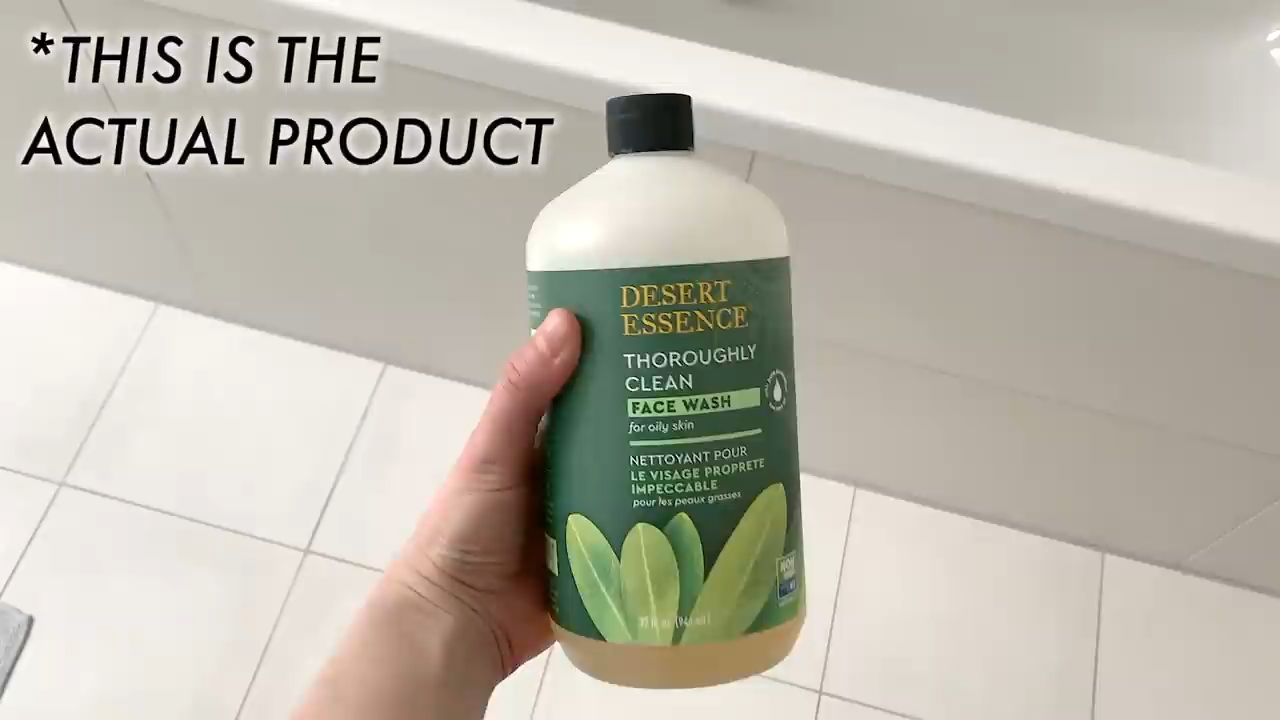 *THIS IS THE
ACTUAL PRODUCT
DESERT
ESSENCE
THOROUGHLY
CLEAN
FACE WASH
for oily skin
NETTOYANT POUR
LE VISAGE PROPRETE
IMPECCABLE
pour les peaux grasses
NON